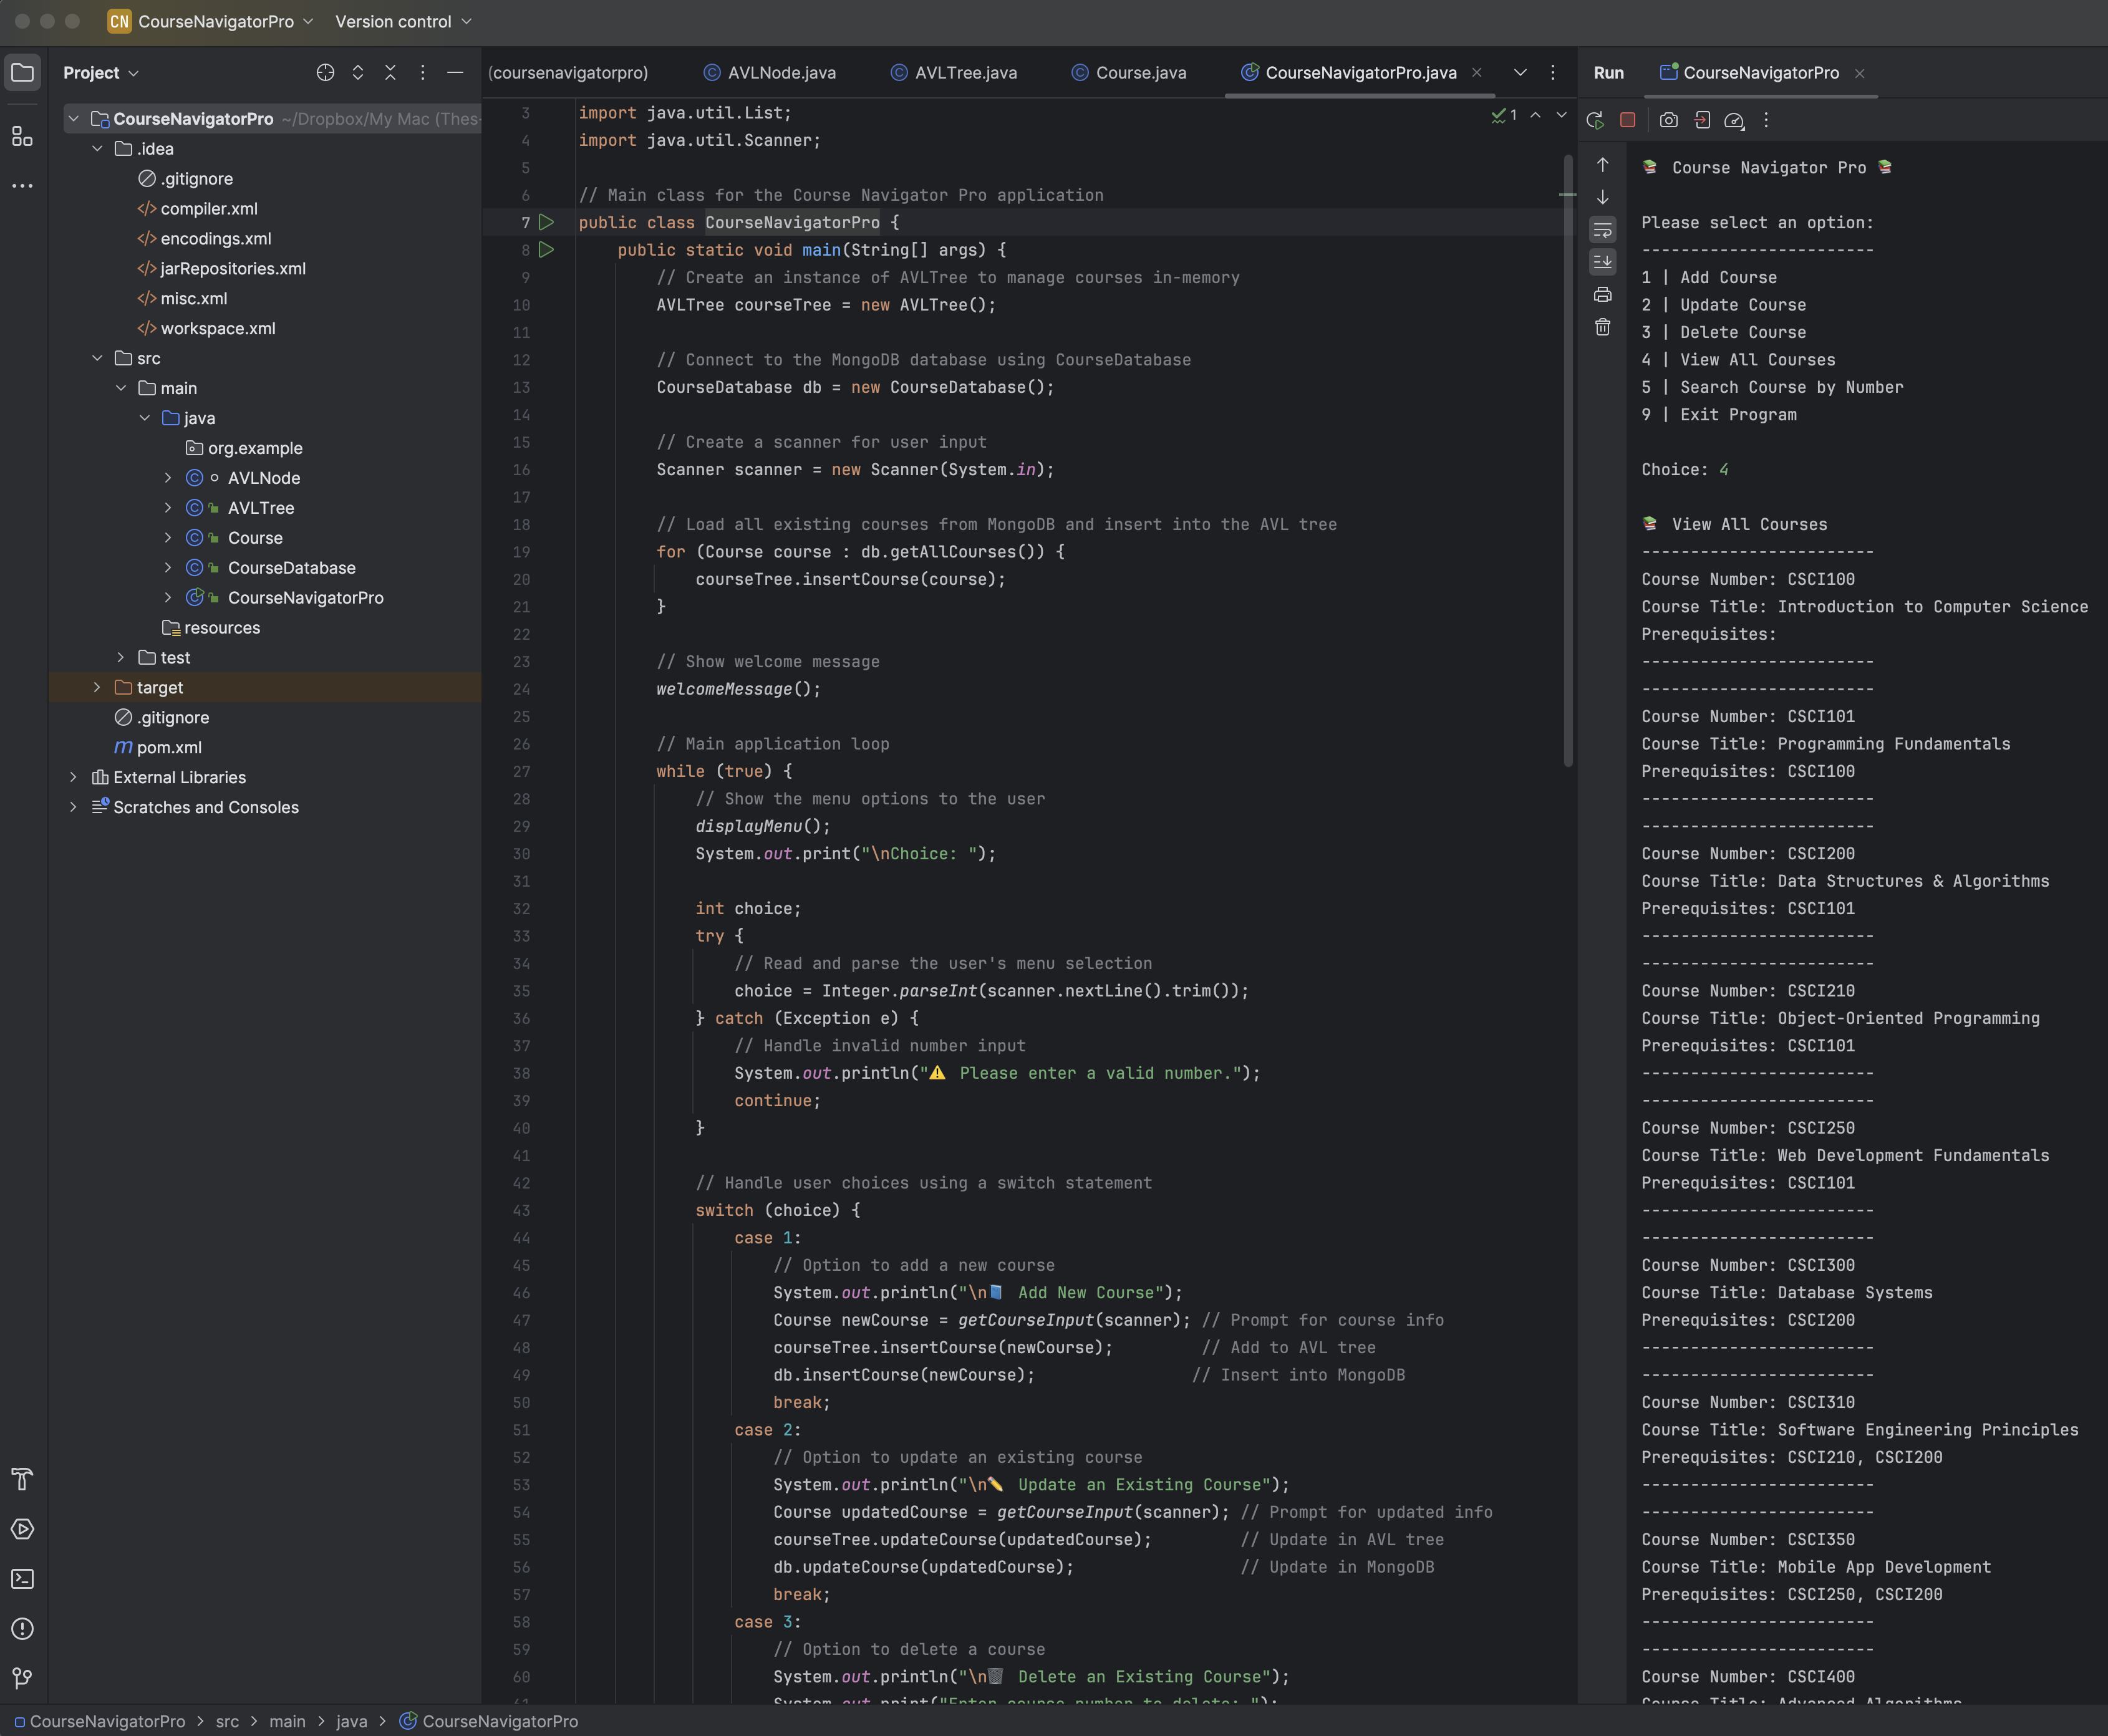 CN CourseNavigatorPro Version control
Project
CourseNavigatorPro ~/Dropbox/My Mac (Thes-
.idea
.gitignore
compiler.xml
encodings.xml
jarRepositories.xml
misc.xml
workspace.xml
src
main
java
org.example
AVLNode
AVLTree
Course
CourseDatabase
CourseNavigatorPro
resources
test
target
.gitignore
pom.xml
External Libraries
Scratches and Consoles
(coursenavigatorpro) AVLNode.java AVLTree.java Course.java CourseNavigatorPro.java
1
3 import java.util.List;
4 import java.util.Scanner;
5
6 // Main class for the Course Navigator Pro application
7 public class CourseNavigatorPro {
8 public static void main(String[] args) {
9 // Create an instance of AVLTree to manage courses in-memory
10 AVLTree courseTree = new AVLTree();
11
12 // Connect to the MongoDB database using CourseDatabase
13 CourseDatabase db = new CourseDatabase();
14
15 // Create a scanner for user input
16 Scanner scanner = new Scanner(System.in);
17
18 // Load all existing courses from MongoDB and insert into the AVL tree
19 for (Course course : db.getAllCourses()) {
20 courseTree.insertCourse(course);
21 }
22
23 // Show welcome message
24 welcomeMessage();
25
26 // Main application loop
27 while (true) {
28 // Show the menu options to the user
29 displayMenu();
30 System.out.print("\nChoice: ");
31
32 int choice;
33 try {
34 // Read and parse the user's menu selection
35 choice = Integer.parseInt(scanner.nextLine().trim());
36 } catch (Exception e) {
37 // Handle invalid number input
38 System.out.println("⚠️ Please enter a valid number.");
39 continue;
40 }
41
42 // Handle user choices using a switch statement
43 switch (choice) {
44 case 1:
45 // Option to add a new course
46 System.out.println("\n📘 Add New Course");
47 Course newCourse = getCourseInput(scanner); // Prompt for course info
48 courseTree.insertCourse(newCourse); // Add to AVL tree
49 db.insertCourse(newCourse); // Insert into MongoDB
50 break;
51 case 2:
52 // Option to update an existing course
53 System.out.println("\n✏️ Update an Existing Course");
54 Course updatedCourse = getCourseInput(scanner); // Prompt for updated info
55 courseTree.updateCourse(updatedCourse); // Update in AVL tree
56 db.updateCourse(updatedCourse); // Update in MongoDB
57 break;
58 case 3:
59 // Option to delete a course
60 System.out.println("\n🗑️ Delete an Existing Course");
61 System.out.print("Enter course number to delete: ");
Run CourseNavigatorPro
📚 Course Navigator Pro 📚
Please select an option:
------------------------
1 | Add Course
2 | Update Course
3 | Delete Course
4 | View All Courses
5 | Search Course by Number
9 | Exit Program
Choice: 4
📚 View All Courses
------------------------
Course Number: CSCI100
Course Title: Introduction to Computer Science
Prerequisites:
------------------------
------------------------
Course Number: CSCI101
Course Title: Programming Fundamentals
Prerequisites: CSCI100
------------------------
------------------------
Course Number: CSCI200
Course Title: Data Structures & Algorithms
Prerequisites: CSCI101
------------------------
------------------------
Course Number: CSCI210
Course Title: Object-Oriented Programming
Prerequisites: CSCI101
------------------------
------------------------
Course Number: CSCI250
Course Title: Web Development Fundamentals
Prerequisites: CSCI101
------------------------
------------------------
Course Number: CSCI300
Course Title: Database Systems
Prerequisites: CSCI200
------------------------
------------------------
Course Number: CSCI310
Course Title: Software Engineering Principles
Prerequisites: CSCI210, CSCI200
------------------------
------------------------
Course Number: CSCI350
Course Title: Mobile App Development
Prerequisites: CSCI250, CSCI200
------------------------
------------------------
Course Number: CSCI400
Course Title: Advanced Algorithms
CourseNavigatorPro > src > main > java > CourseNavigatorPro